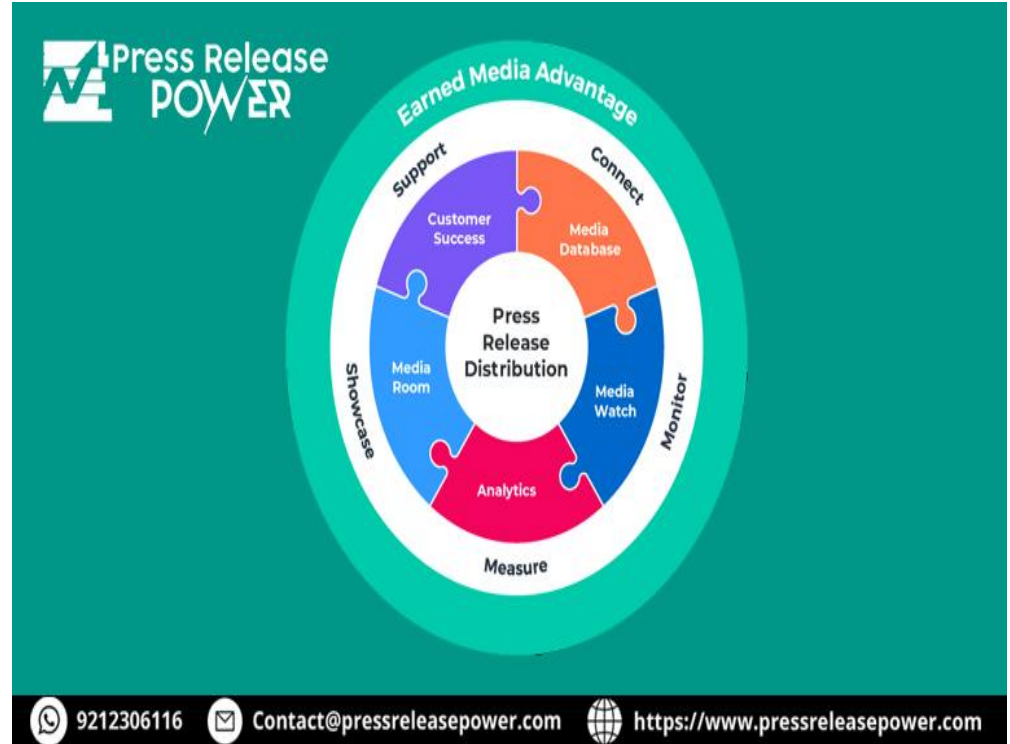 Press Release
POWER
Earned Media Advantage
Support
Connect
Customer
Success
Media
Database
Press
Release
Distribution
Media
Room
Media
Watch
Showcase
Monitor
Analytics
Measure
9212306116
Contact@pressreleasepower.com
https://www.pressreleasepower.com